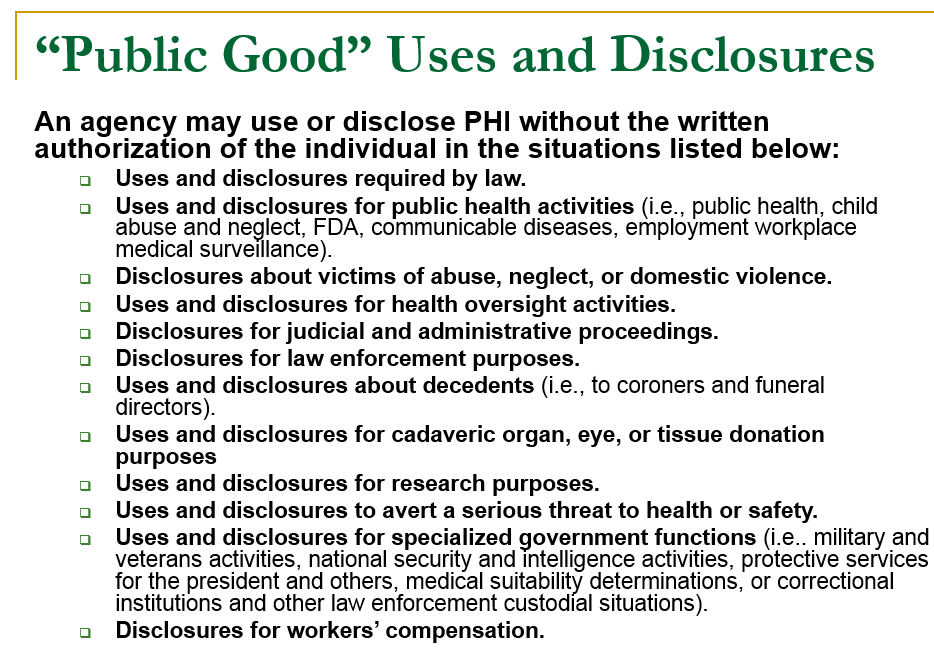 “Public Good” Uses and Disclosures
An agency may use or disclose PHI without the written
authorization of the individual in the situations listed below:
Uses and disclosures required by law.
Uses and disclosures for public health activities (i.e., public health, child
abuse and neglect, FDA, communicable diseases, employment workplace
medical surveillance).
Disclosures about victims of abuse, neglect, or domestic violence.
Uses and disclosures for health oversight activities.
Disclosures for judicial and administrative proceedings.
Disclosures for law enforcement purposes.
Uses and disclosures about decedents (i.e., to coroners and funeral
directors).
Uses and disclosures for cadaveric organ, eye, or tissue donation
purposes
Uses and disclosures for research purposes.
Uses and disclosures to avert a serious threat to health or safety.
Uses and disclosures for specialized government functions (i.e.. military and
veterans activities, national security and intelligence activities, protective services
for the president and others, medical suitability determinations, or correctional
institutions and other law enforcement custodial situations).
Disclosures for workers’ compensation.